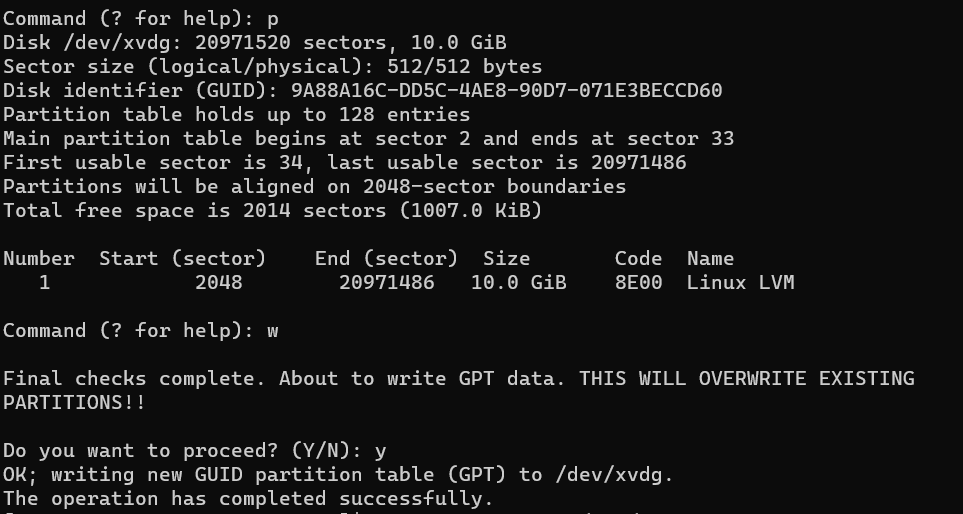 Command (? for help): p
Disk /dev/xvdg: 20971520 sectors, 10.0 GiB
Sector size (logical/physical): 512/512 bytes
Disk identifier (GUID): 9A88A16C-DD5C-4AE8-90D7-071E3BECCD60
Partition table holds up to 128 entries
Main partition table begins at sector 2 and ends at sector 33
First usable sector is 34, last usable sector is 20971486
Partitions will be aligned on 2048-sector boundaries
Total free space is 2014 sectors (1007.0 KiB)
Number  Start (sector)    End (sector)  Size       Code  Name
   1            2048        20971486   10.0 GiB    8E00  Linux LVM
Command (? for help): w
Final checks complete. About to write GPT data. THIS WILL OVERWRITE EXISTING
PARTITIONS!!
Do you want to proceed? (Y/N): y
OK; writing new GUID partition table (GPT) to /dev/xvdg.
The operation has completed successfully.